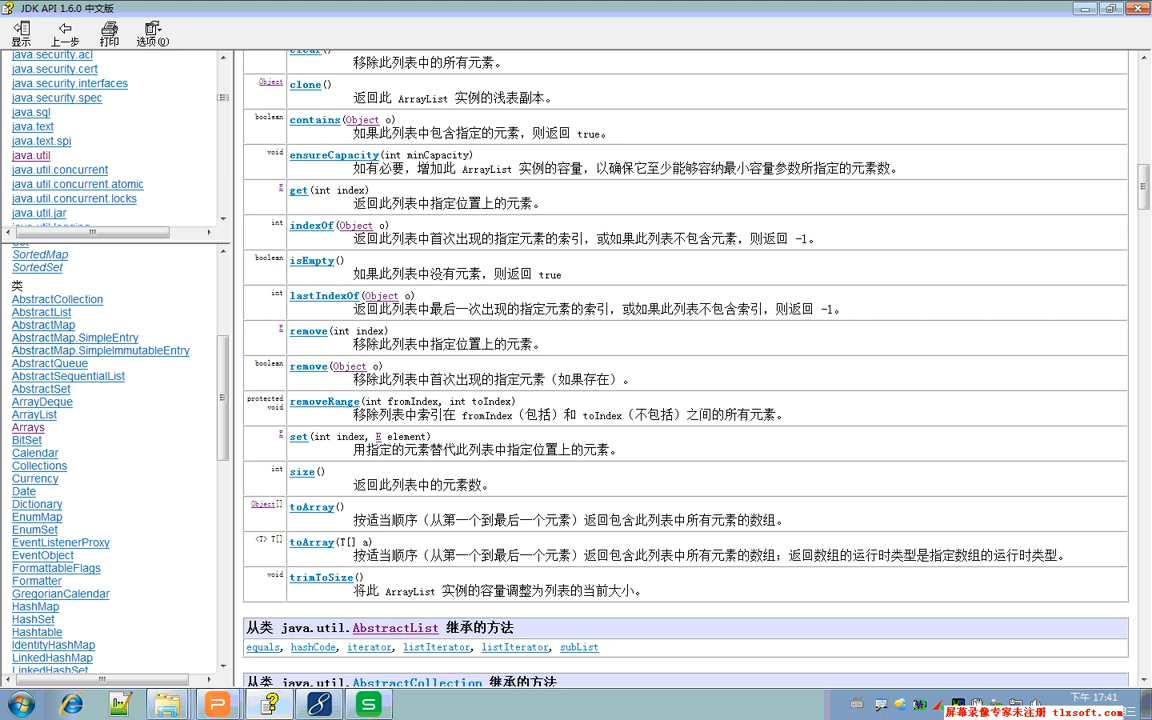 JDK API 1.6.0 中文版
显示 上一步 打印 选项(O)
java.security.acl
java.security.cert
java.security.interfaces
java.security.spec
java.sql
java.text
java.text.spi
java.util
java.util.concurrent
java.util.concurrent.atomic
java.util.concurrent.locks
java.util.jar
SortedMap
SortedSet
类
AbstractCollection
AbstractList
AbstractMap
AbstractMap.SimpleEntry
AbstractMap.SimpleImmutableEntry
AbstractQueue
AbstractSequentialList
AbstractSet
ArrayDeque
ArrayList
Arrays
BitSet
Calendar
Collections
Currency
Date
Dictionary
EnumMap
EnumSet
EventListenerProxy
EventObject
FormattableFlags
Formatter
GregorianCalendar
HashMap
HashSet
Hashtable
IdentityHashMap
LinkedHashMap
LinkedHashSet
clear()
移除此列表中的所有元素。
Object clone()
返回此 ArrayList 实例的浅表副本。
boolean contains(Object o)
如果此列表中包含指定的元素，则返回 true。
void ensureCapacity(int minCapacity)
如有必要，增加此 ArrayList 实例的容量，以确保它至少能够容纳最小容量参数所指定的元素数。
E get(int index)
返回此列表中指定位置上的元素。
int indexOf(Object o)
返回此列表中首次出现的指定元素的索引，或如果此列表不包含元素，则返回 -1。
boolean isEmpty()
如果此列表中没有元素，则返回 true
int lastIndexOf(Object o)
返回此列表中最后一次出现的指定元素的索引，或如果此列表不包含索引，则返回 -1。
E remove(int index)
移除此列表中指定位置上的元素。
boolean remove(Object o)
移除此列表中首次出现的指定元素（如果存在）。
protected void removeRange(int fromIndex, int toIndex)
移除列表中索引在 fromIndex（包括）和 toIndex（不包括）之间的所有元素。
E set(int index, E element)
用指定的元素替代此列表中指定位置上的元素。
int size()
返回此列表中的元素数。
Object[] toArray()
按适当顺序（从第一个到最后一个元素）返回包含此列表中所有元素的数组。
<T> T[] toArray(T[] a)
按适当顺序（从第一个到最后一个元素）返回包含此列表中所有元素的数组；返回数组的运行时类型是指定数组的运行时类型。
void trimToSize()
将此 ArrayList 实例的容量调整为列表的当前大小。
从类 java.util.AbstractList 继承的方法
equals, hashCode, iterator, listIterator, listIterator, subList
从类 java.util.AbstractCollection 继承的方法
下午 17:41
屏幕录像专家未注册 tlxsoft.com